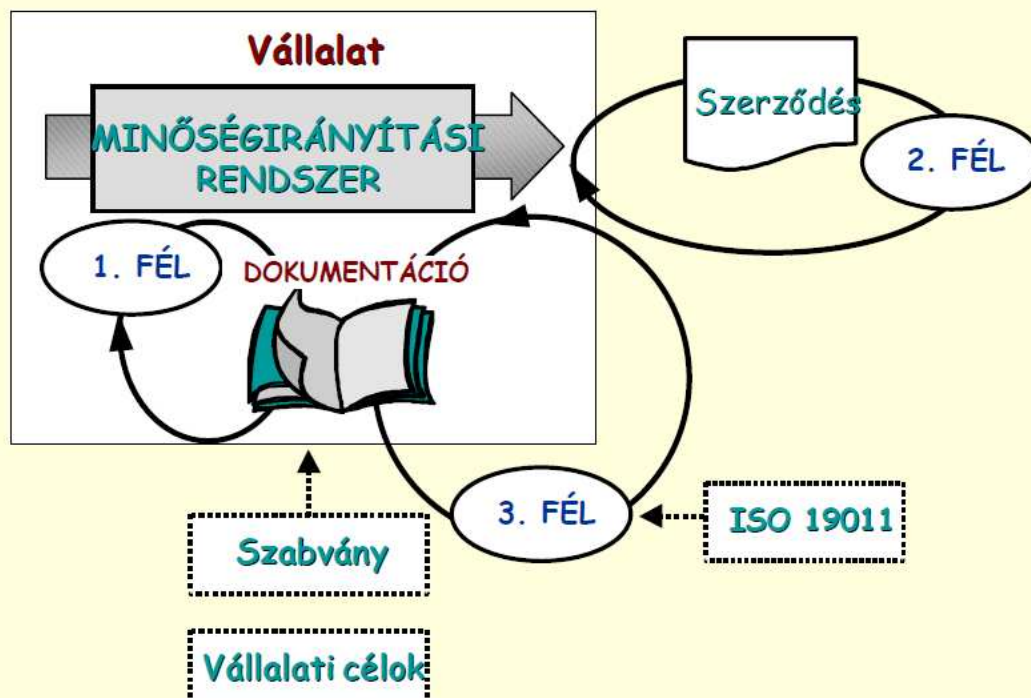 Vállalat
MINŐSÉGIRÁNYÍTÁSI
RENDSZER
Szerződés
2. FÉL
1. FÉL
DOKUMENTÁCIÓ
3. FÉL
ISO 19011
Szabvány
Vállalati célok